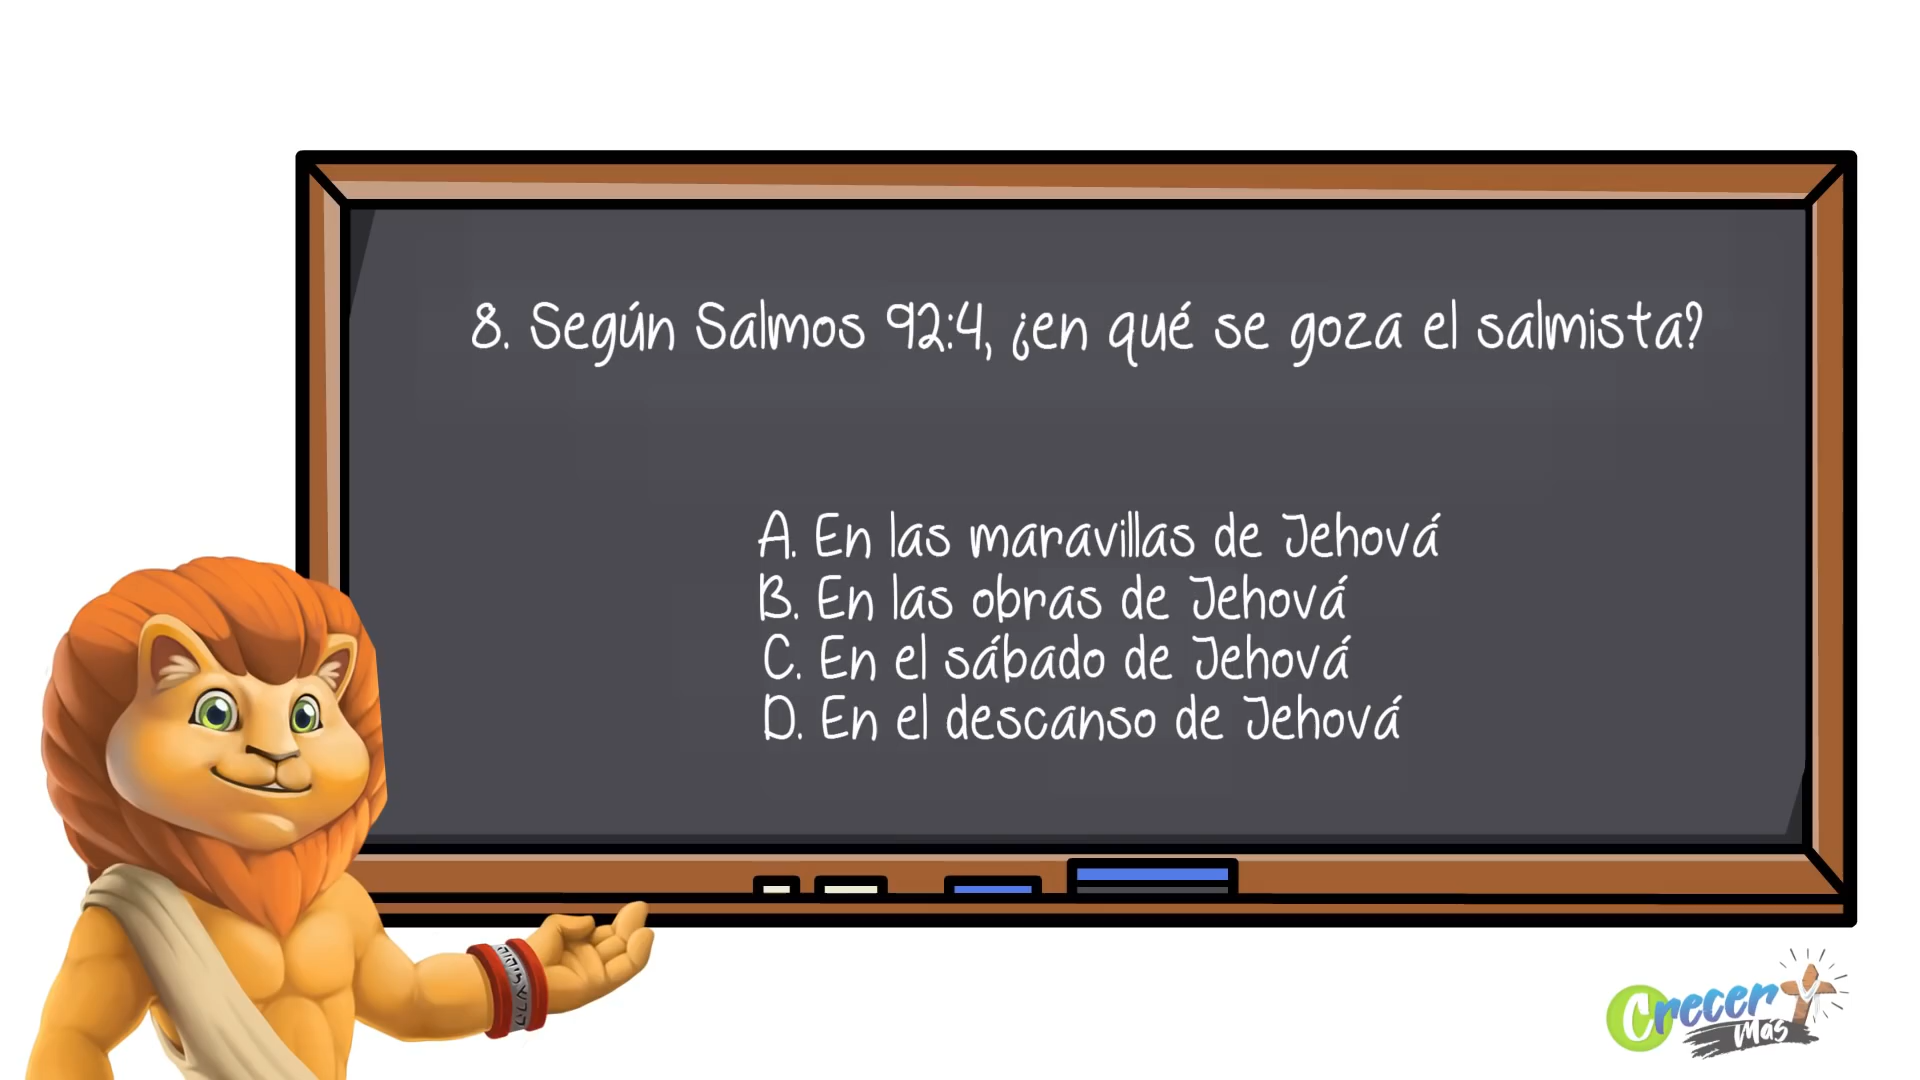 8. Según Salmos 92:4, ¿en qué se goza el salmista?
A. En las maravillas de Jehová
B. En las obras de Jehová
C. En el sábado de Jehová
D. En el descanso de Jehová
Crecer y
Más